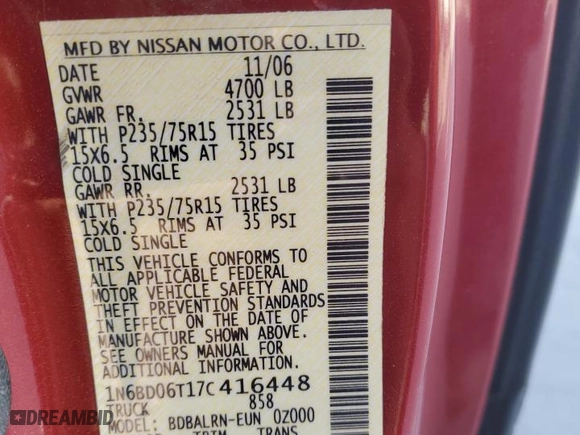 MFD BY NISSAN MOTOR CO., LTD.
DATE 11/06
GVWR 4700 LB
GAWR FR. 2531 LB
WITH P235/75R15 TIRES
15X6.5 RIMS AT 35 PSI
COLD SINGLE
GAWR RR. 2531 LB
WITH P235/75R15 TIRES
15X6.5 RIMS AT 35 PSI
COLD SINGLE
THIS VEHICLE CONFORMS TO
ALL APPLICABLE FEDERAL
MOTOR VEHICLE SAFETY AND
THEFT PREVENTION STANDARDS
IN EFFECT ON THE DATE OF
MANUFACTURE SHOWN ABOVE.
SEE OWNERS MANUAL FOR
ADDITIONAL INFORMATION.
1N6BD06T17C416448
TRUCK 858
MODEL: BDBALRN-EUN 0Z000
TRIM TRANS
DREAMBID.COM